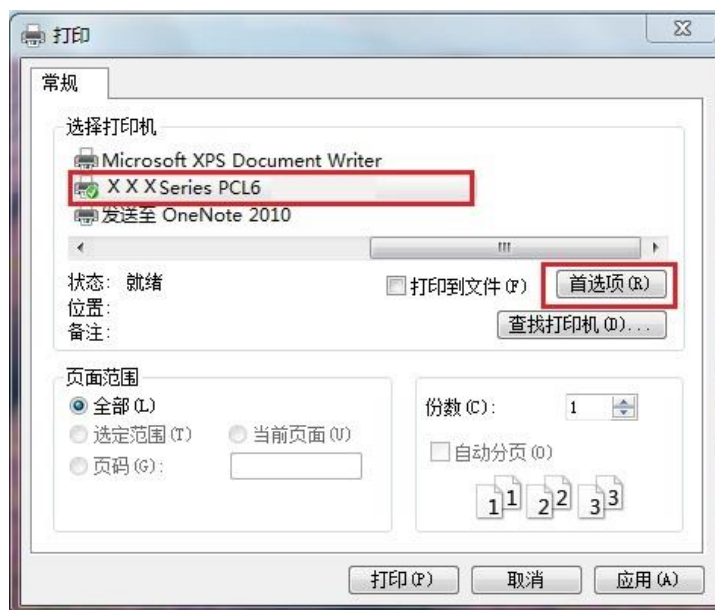 打印
常规
选择打印机
Microsoft XPS Document Writer
X X X Series PCL6
发送至 OneNote 2010
状态: 就绪
打印到文件(F)
首选项(R)
位置:
备注:
查找打印机(D)...
页面范围
全部(L)
选定范围(T) 当前页面(U)
页码(G):
份数(C): 1
自动分页(O)
1 1 2 2 3 3
打印(P) 取消 应用(A)